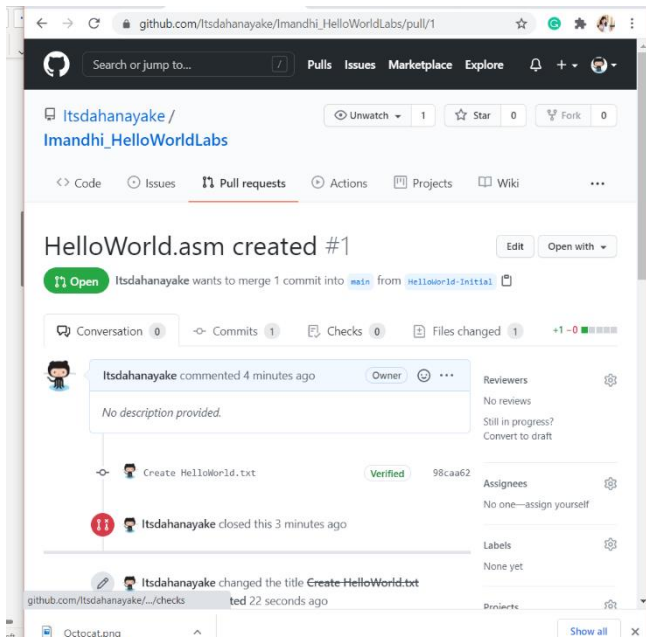 github.com/Itsdahanayake/Imandhi_HelloWorldLabs/pull/1
Search or jump to... / Pulls Issues Marketplace Explore
Itsdahanayake /
Imandhi_HelloWorldLabs
Unwatch 1 Star 0 Fork 0
Code Issues Pull requests Actions Projects Wiki ...
HelloWorld.asm created #1
Edit Open with
Open Itsdahanayake wants to merge 1 commit into main from HelloWorld-Initial
Conversation 0 Commits 1 Checks 0 Files changed 1 +1 −0
Itsdahanayake commented 4 minutes ago Owner ...
No description provided.
Create HelloWorld.txt Verified 98caa62
Itsdahanayake closed this 3 minutes ago
Itsdahanayake changed the title Create HelloWorld.txt
ted 22 seconds ago
Reviewers
No reviews
Still in progress?
Convert to draft
Assignees
No one—assign yourself
Labels
None yet
Projects
github.com/Itsdahanayake/.../checks
Octocat.png Show all